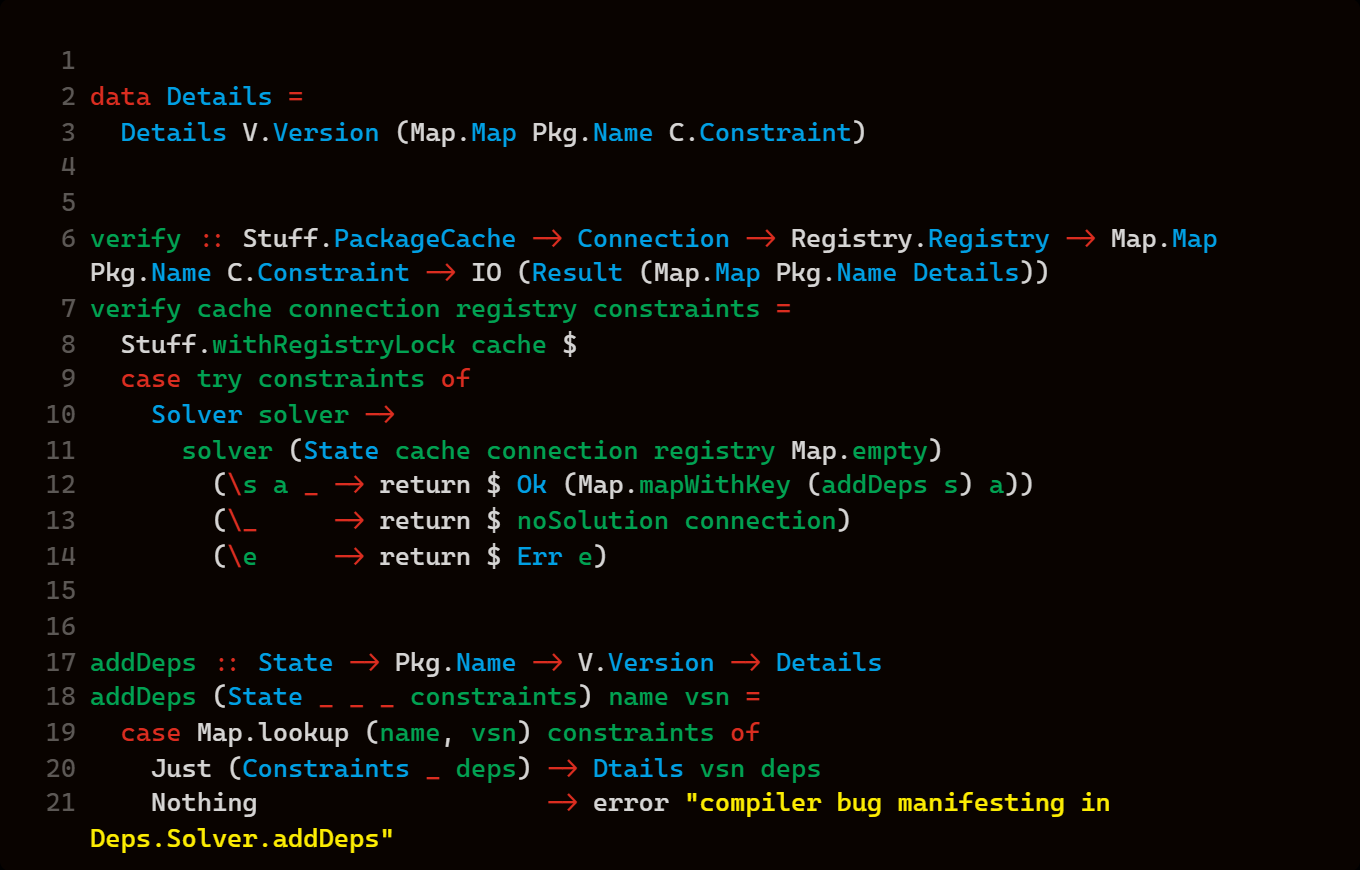 1
2 data Details =
3   Details V.Version (Map.Map Pkg.Name C.Constraint)
4
5
6 verify :: Stuff.PackageCache -> Connection -> Registry.Registry -> Map.Map
Pkg.Name C.Constraint -> IO (Result (Map.Map Pkg.Name Details))
7 verify cache connection registry constraints =
8   Stuff.withRegistryLock cache $
9   case try constraints of
10     Solver solver ->
11       solver (State cache connection registry Map.empty)
12         (\s a _ -> return $ Ok (Map.mapWithKey (addDeps s) a))
13         (\_     -> return $ noSolution connection)
14         (\e     -> return $ Err e)
15
16
17 addDeps :: State -> Pkg.Name -> V.Version -> Details
18 addDeps (State _ _ _ constraints) name vsn =
19   case Map.lookup (name, vsn) constraints of
20     Just (Constraints _ deps) -> Dtails vsn deps
21     Nothing                   -> error "compiler bug manifesting in
Deps.Solver.addDeps"